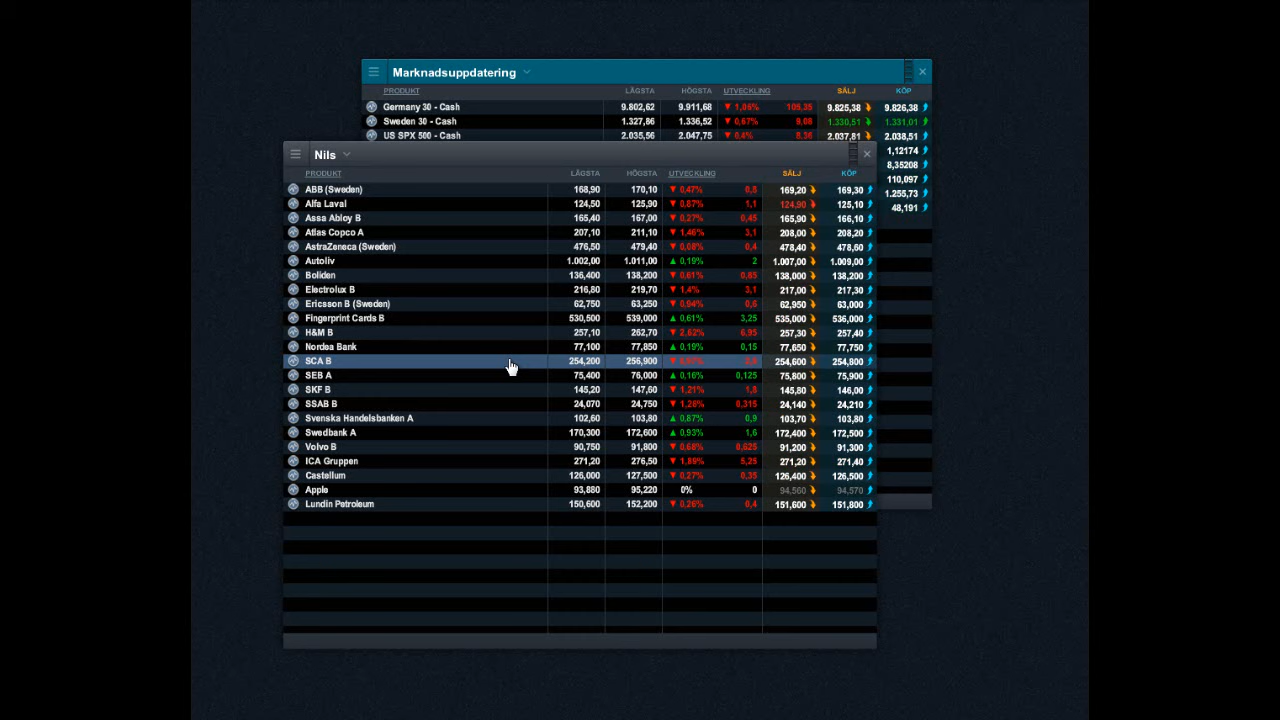 Marknadsuppdatering
PRODUKT LÄGSTA HÖGSTA UTVECKLING SÄLJ KÖP
Germany 30 - Cash 9.802,62 9.911,68 ▼ 1,06% 105,35 9.825,38 9.826,38
Sweden 30 - Cash 1.327,86 1.336,52 ▼ 0,67% 9,08 1.330,51 1.331,01
US SPX 500 - Cash 2.035,56 2.047,75 ▼ 0,4% 8,36 2.037,81 2.038,51
1,12174
8,35208
110,097
1.255,73
48,191
Nils
PRODUKT LÄGSTA HÖGSTA UTVECKLING SÄLJ KÖP
ABB (Sweden) 168,90 170,10 ▼ 0,47% 0,8 169,20 169,30
Alfa Laval 124,50 125,90 ▼ 0,87% 1,1 124,90 125,10
Assa Abloy B 165,40 167,00 ▼ 0,27% 0,45 165,90 166,10
Atlas Copco A 207,10 211,10 ▼ 1,46% 3,1 208,00 208,20
AstraZeneca (Sweden) 476,50 479,40 ▼ 0,08% 0,4 478,40 478,60
Autoliv 1.002,00 1.011,00 ▲ 0,19% 2 1.007,00 1.009,00
Boliden 136,400 138,200 ▼ 0,61% 0,85 138,000 138,200
Electrolux B 216,80 219,70 ▼ 1,4% 3,1 217,00 217,30
Ericsson B (Sweden) 62,750 63,250 ▼ 0,94% 0,6 62,950 63,000
Fingerprint Cards B 530,500 539,000 ▲ 0,61% 3,25 535,000 536,000
H&M B 257,10 262,70 ▼ 2,62% 6,95 257,30 257,40
Nordea Bank 77,100 77,850 ▲ 0,19% 0,15 77,650 77,750
SCA B 254,200 256,900 ▼ 254,600 254,800
SEB A 75,400 76,000 ▲ 0,16% 0,125 75,800 75,900
SKF B 145,20 147,60 ▼ 1,21% 1,8 145,80 146,00
SSAB B 24,070 24,750 ▼ 1,26% 0,315 24,140 24,210
Svenska Handelsbanken A 102,60 103,80 ▲ 0,87% 0,9 103,70 103,80
Swedbank A 170,300 172,600 ▲ 0,93% 1,6 172,400 172,500
Volvo B 90,750 91,800 ▼ 0,68% 0,625 91,200 91,300
ICA Gruppen 271,20 276,50 ▼ 1,89% 5,25 271,20 271,40
Castellum 126,000 127,500 ▼ 0,27% 0,35 126,400 126,500
Apple 93,880 95,220 0% 0 94,560 94,570
Lundin Petroleum 150,600 152,200 ▼ 0,26% 0,4 151,600 151,800